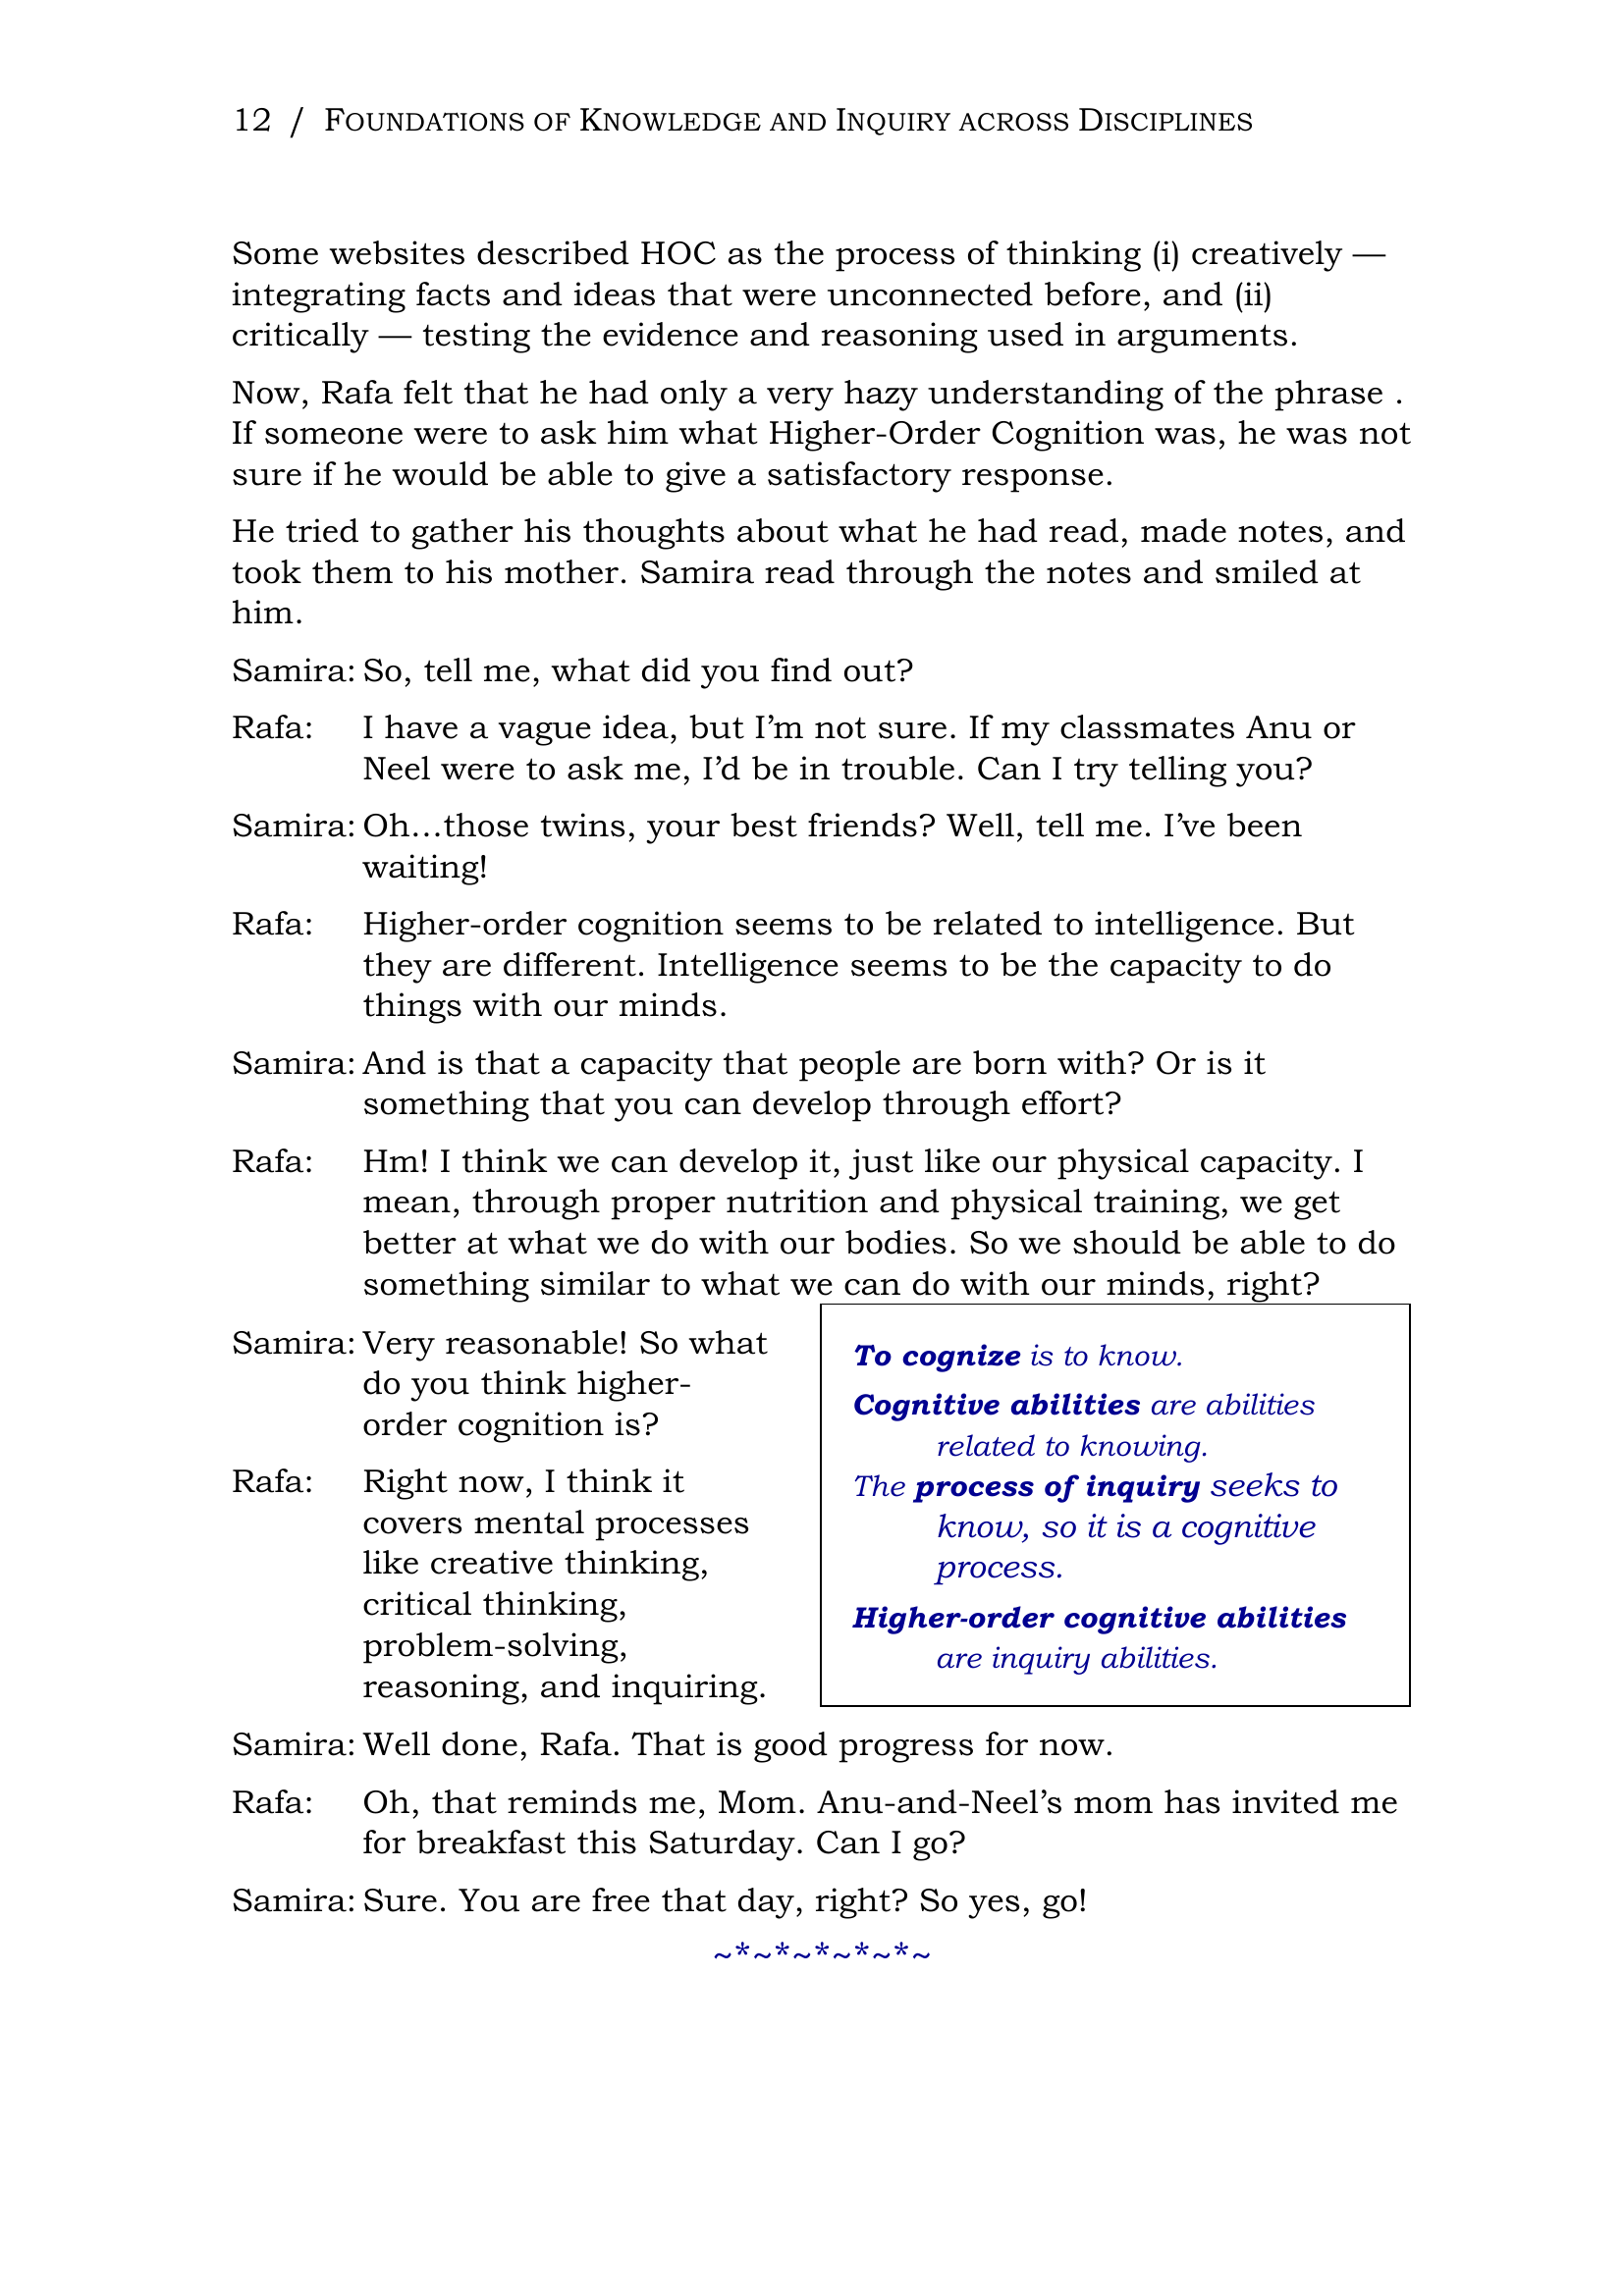 12 / FOUNDATIONS OF KNOWLEDGE AND INQUIRY ACROSS DISCIPLINES
Some websites described HOC as the process of thinking (i) creatively —
integrating facts and ideas that were unconnected before, and (ii)
critically — testing the evidence and reasoning used in arguments.
Now, Rafa felt that he had only a very hazy understanding of the phrase .
If someone were to ask him what Higher-Order Cognition was, he was not
sure if he would be able to give a satisfactory response.
He tried to gather his thoughts about what he had read, made notes, and
took them to his mother. Samira read through the notes and smiled at
him.
Samira: So, tell me, what did you find out?
Rafa: I have a vague idea, but I’m not sure. If my classmates Anu or
Neel were to ask me, I’d be in trouble. Can I try telling you?
Samira: Oh…those twins, your best friends? Well, tell me. I’ve been
waiting!
Rafa: Higher-order cognition seems to be related to intelligence. But
they are different. Intelligence seems to be the capacity to do
things with our minds.
Samira: And is that a capacity that people are born with? Or is it
something that you can develop through effort?
Rafa: Hm! I think we can develop it, just like our physical capacity. I
mean, through proper nutrition and physical training, we get
better at what we do with our bodies. So we should be able to do
something similar to what we can do with our minds, right?
Samira: Very reasonable! So what
do you think higher-
order cognition is?
Rafa: Right now, I think it
covers mental processes
like creative thinking,
critical thinking,
problem-solving,
reasoning, and inquiring.
To cognize is to know.
Cognitive abilities are abilities
related to knowing.
The process of inquiry seeks to
know, so it is a cognitive
process.
Higher-order cognitive abilities
are inquiry abilities.
Samira: Well done, Rafa. That is good progress for now.
Rafa: Oh, that reminds me, Mom. Anu-and-Neel’s mom has invited me
for breakfast this Saturday. Can I go?
Samira: Sure. You are free that day, right? So yes, go!
~*~*~*~*~*~